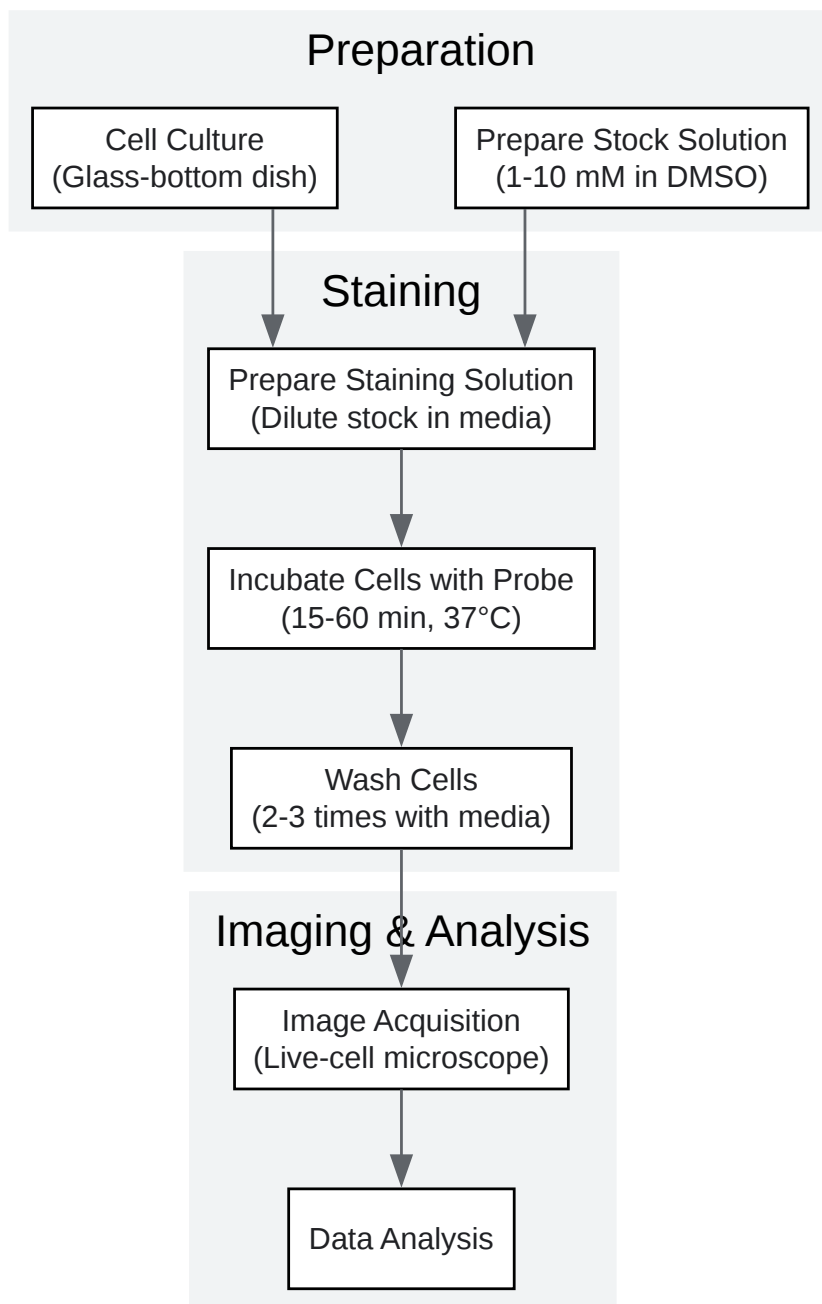 Preparation
Cell Culture
(Glass-bottom dish)
Prepare Stock Solution
(1-10 mM in DMSO)
Staining
Prepare Staining Solution
(Dilute stock in media)
Incubate Cells with Probe
(15-60 min, 37°C)
Wash Cells
(2-3 times with media)
Imaging & Analysis
Image Acquisition
(Live-cell microscope)
Data Analysis